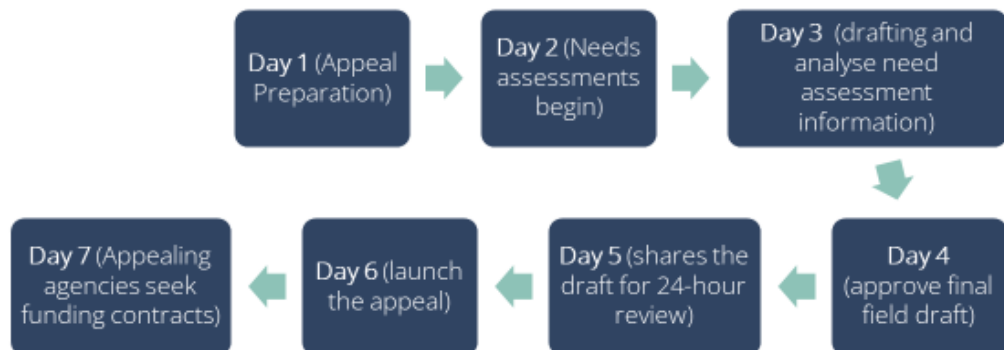 Day 1 (Appeal
Preparation)
Day 2 (Needs
assessments
begin)
Day 3  (drafting and
analyse need
assessment
information)
Day 4
(approve final
field draft)
Day 5 (shares the
draft for 24-hour
review)
Day 6 (launch
the appeal)
Day 7 (Appealing
agencies seek
funding contracts)